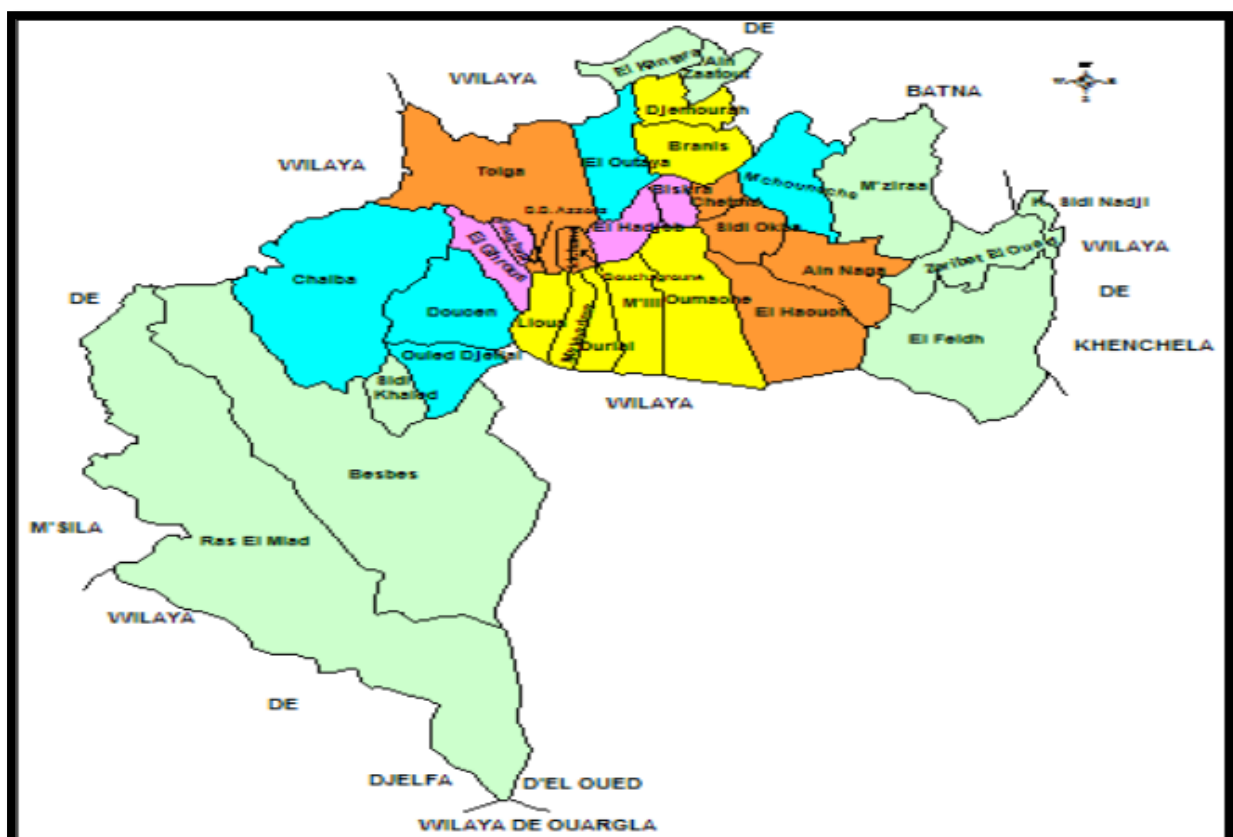 DE
El Kantara
Ain
Zaatout
WILAYA
BATNA
Djemourah
Branis
WILAYA
Tolga
El Outaya
M'chouneche
M'ziraa
Biskra
Chetma
K. Sidi Nadji
El Hadjeb
Sidi Okba
El Ghrous
Zeribet El Oued
WILAYA
Chaiba
Ain Naga
DE
DE
Doucen
Lioua
M'lili
Oumache
El Haouch
El Feidh
KHENCHELA
Ourlal
Ouled Djellal
Sidi
Khaled
WILAYA
Besbes
M'SILA
Ras El Miad
WILAYA
DE
DJELFA
D'EL OUED
WILAYA DE OUARGLA